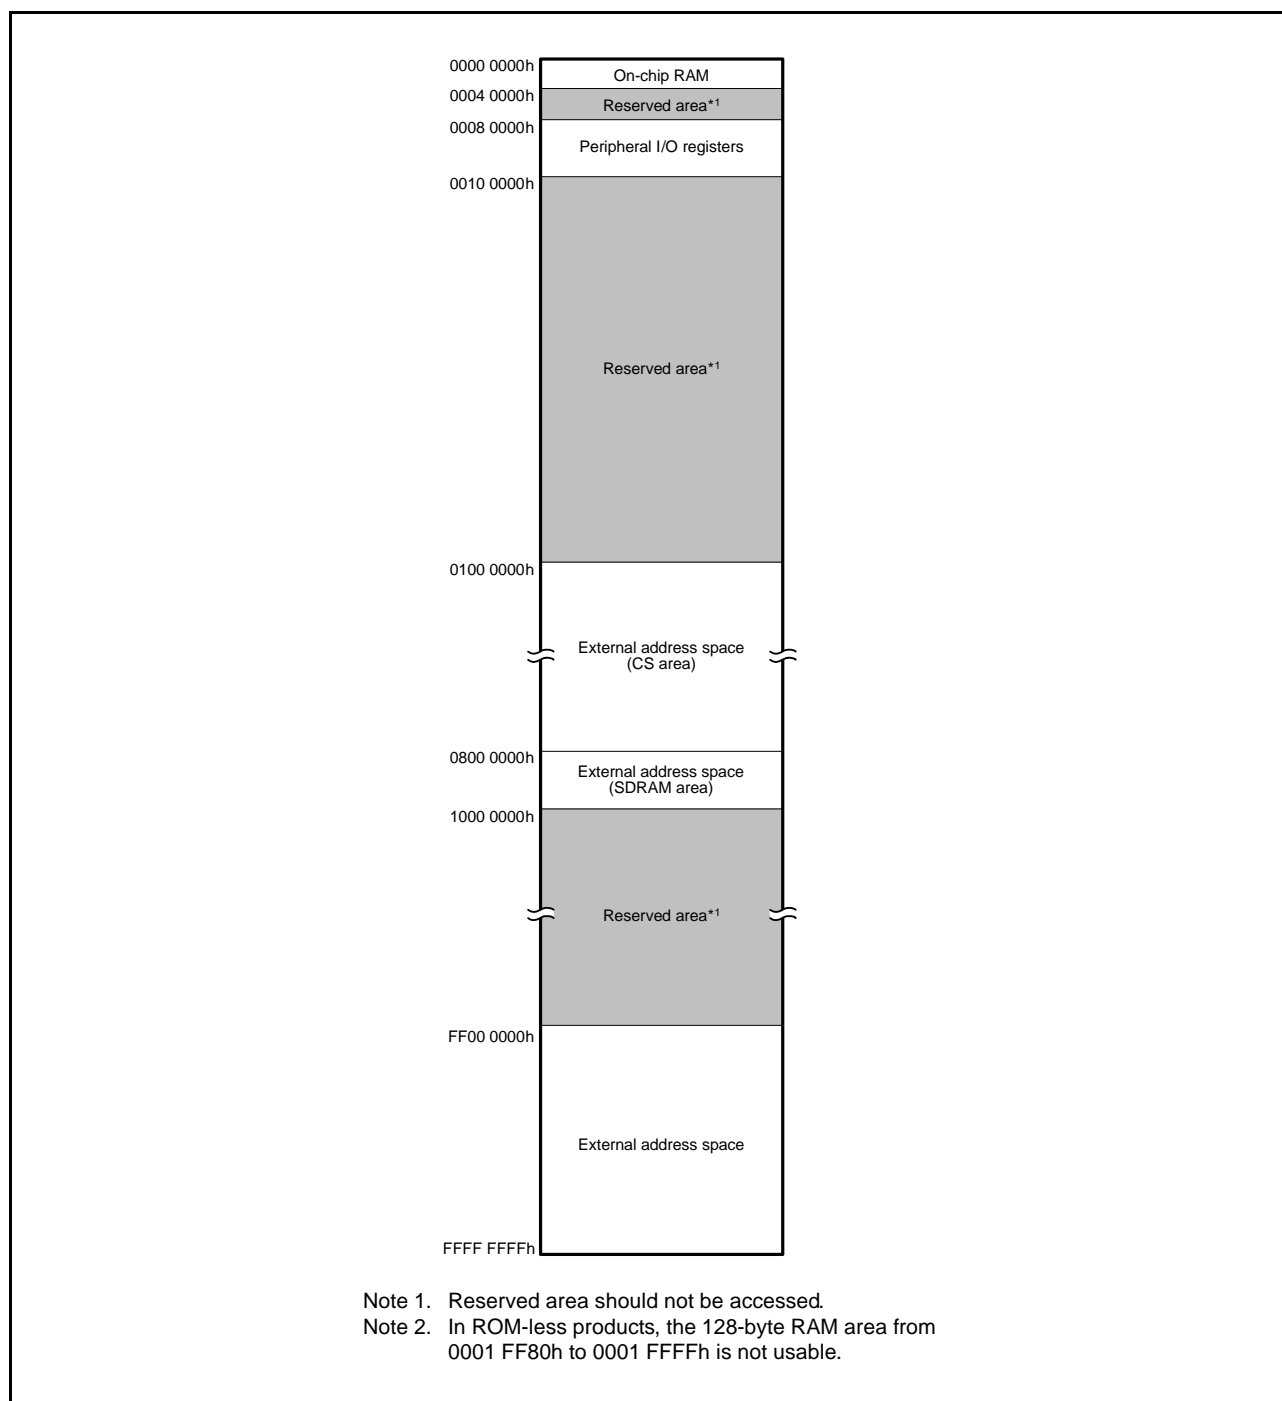 0000 0000h
On-chip RAM
0004 0000h
Reserved area*1
0008 0000h
Peripheral I/O registers
0010 0000h
Reserved area*1
0100 0000h
External address space
(CS area)
0800 0000h
External address space
(SDRAM area)
1000 0000h
Reserved area*1
FF00 0000h
External address space
FFFF FFFFh
Note 1. Reserved area should not be accessed.
Note 2. In ROM-less products, the 128-byte RAM area from
0001 FF80h to 0001 FFFFh is not usable.